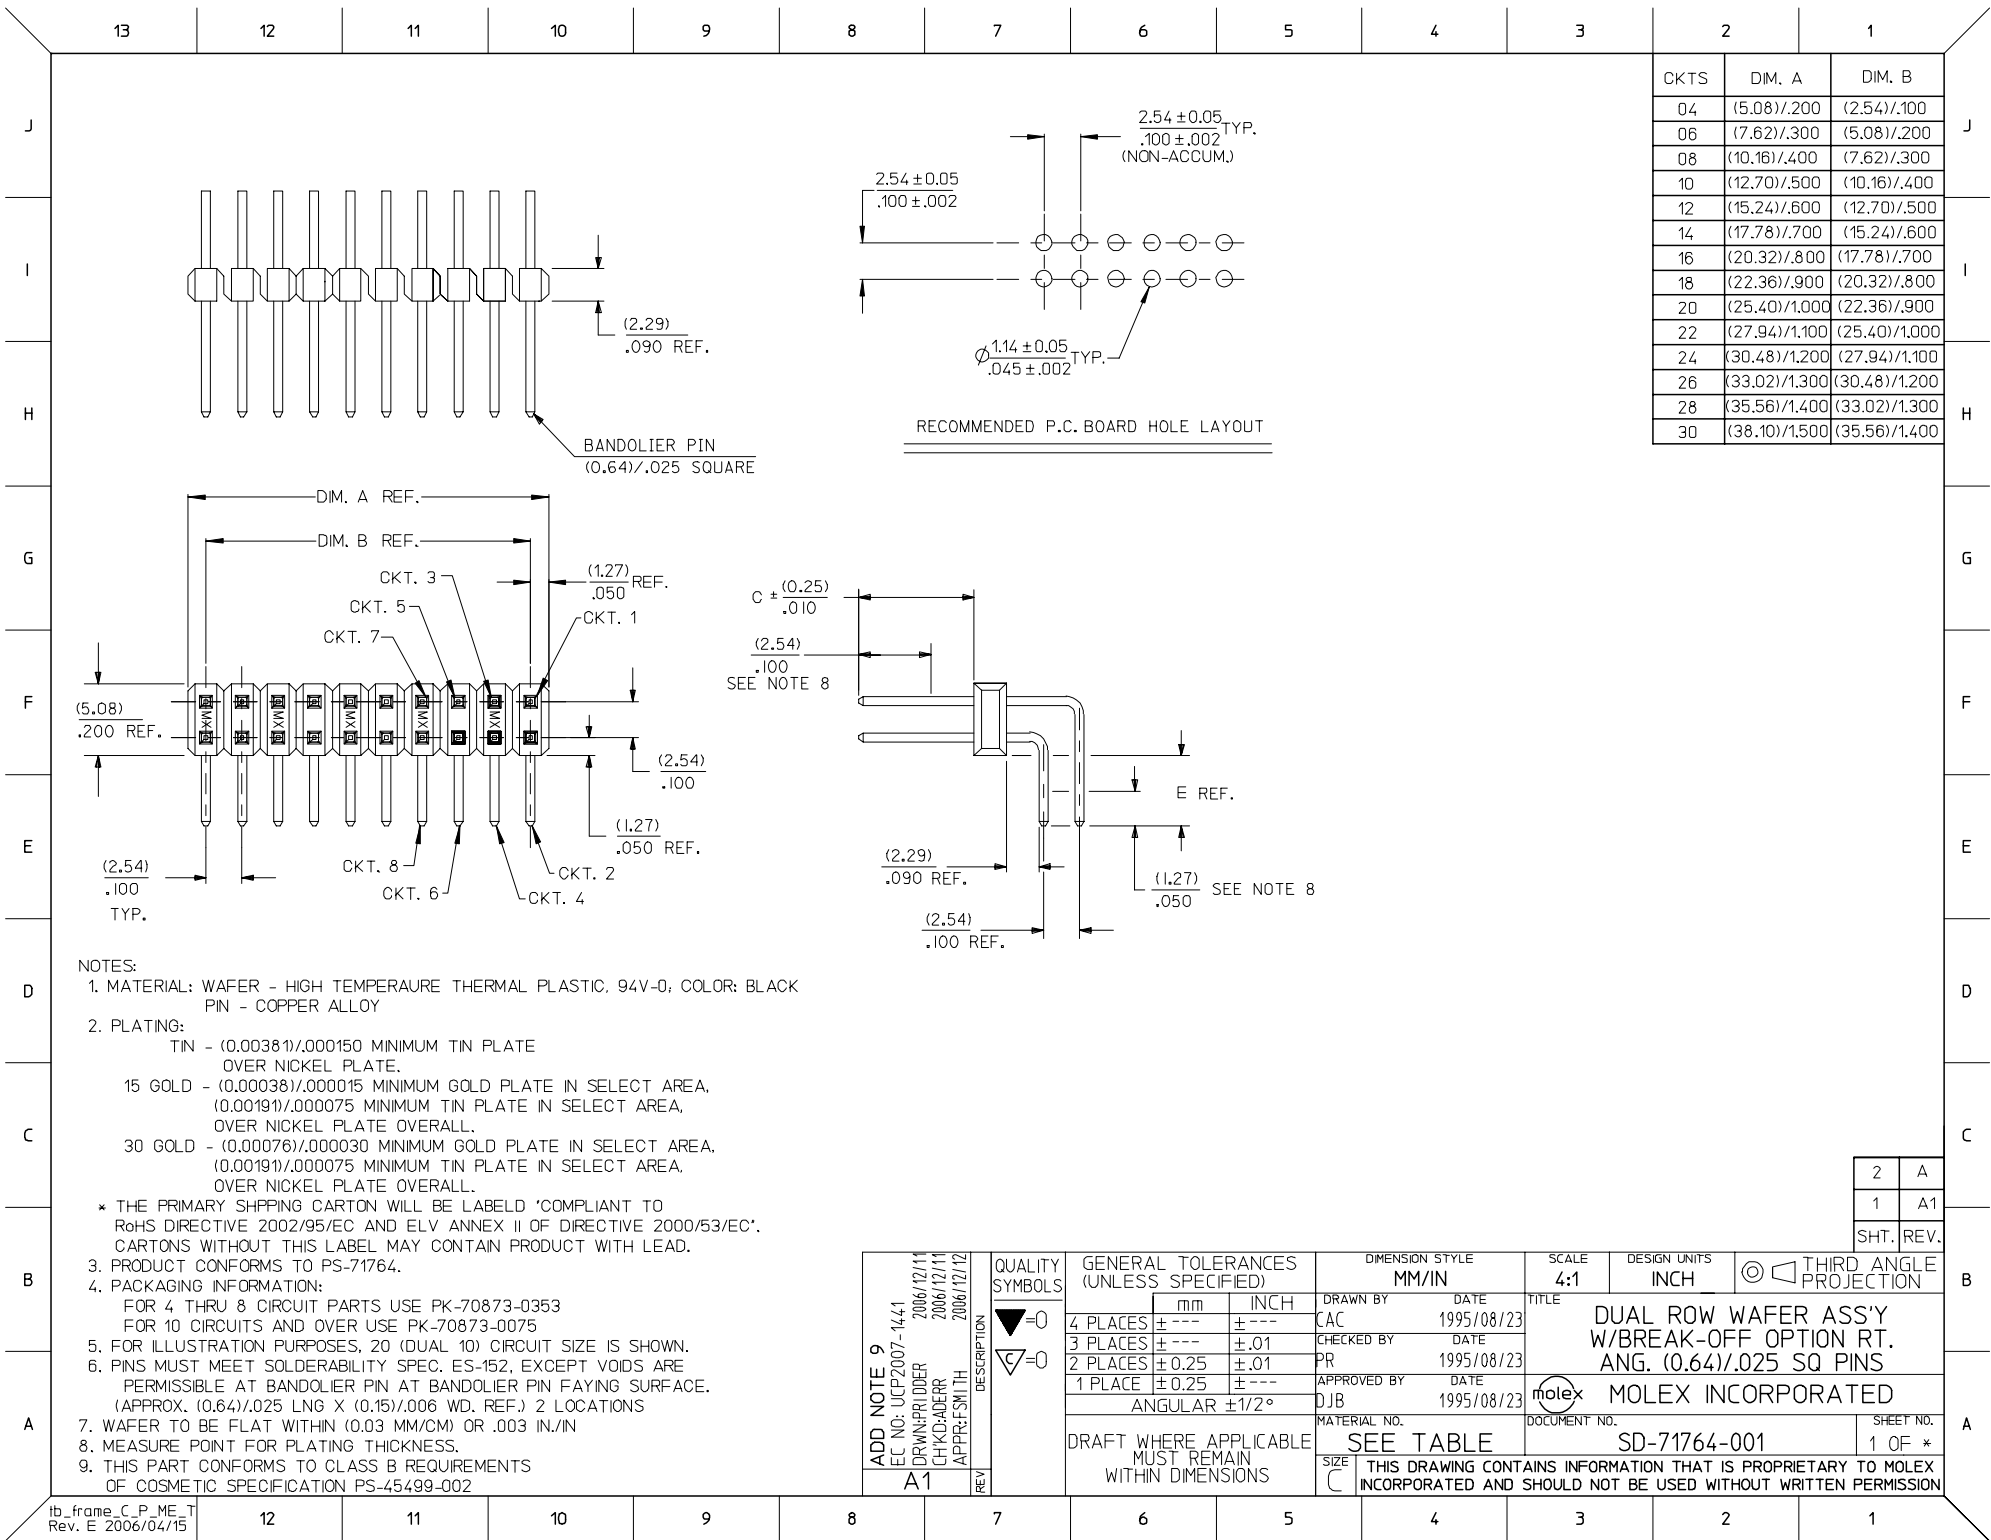 13 12 11 10 9 8 7 6 5 4 3 2 1
J
I
H
G
F
E
D
C
B
A
J
I
H
G
F
E
D
C
B
A
CKTS DIM. A DIM. B
04 (5.08)/.200 (2.54)/.100
06 (7.62)/.300 (5.08)/.200
08 (10.16)/.400 (7.62)/.300
10 (12.70)/.500 (10.16)/.400
12 (15.24)/.600 (12.70)/.500
14 (17.78)/.700 (15.24)/.600
16 (20.32)/.800 (17.78)/.700
18 (22.36)/.900 (20.32)/.800
20 (25.40)/1.000 (22.36)/.900
22 (27.94)/1.100 (25.40)/1.000
24 (30.48)/1.200 (27.94)/1.100
26 (33.02)/1.300 (30.48)/1.200
28 (35.56)/1.400 (33.02)/1.300
30 (38.10)/1.500 (35.56)/1.400
(2.29)
.090 REF.
BANDOLIER PIN
(0.64)/.025 SQUARE
2.54 ±0.05
.100 ±.002
TYP.
(NON-ACCUM.)
2.54 ±0.05
.100 ±.002
Ø 1.14 ±0.05
.045 ±.002
TYP.
RECOMMENDED P.C. BOARD HOLE LAYOUT
DIM. A REF.
DIM. B REF.
(1.27)
.050
REF.
CKT. 3
CKT. 5
CKT. 7
CKT. 1
(5.08)
.200 REF.
MX MX MX MX
(2.54)
.100
(1.27)
.050 REF.
CKT. 8
CKT. 6
CKT. 2
CKT. 4
(2.54)
.100
TYP.
C ± (0.25)
.010
(2.54)
.100
SEE NOTE 8
E REF.
(2.29)
.090 REF.
(1.27)
.050
SEE NOTE 8
(2.54)
.100 REF.
NOTES:
1. MATERIAL: WAFER - HIGH TEMPERAURE THERMAL PLASTIC, 94V-0; COLOR: BLACK
PIN - COPPER ALLOY
2. PLATING:
TIN - (0.00381)/.000150 MINIMUM TIN PLATE
OVER NICKEL PLATE.
15 GOLD - (0.00038)/.000015 MINIMUM GOLD PLATE IN SELECT AREA,
(0.00191)/.000075 MINIMUM TIN PLATE IN SELECT AREA,
OVER NICKEL PLATE OVERALL.
30 GOLD - (0.00076)/.000030 MINIMUM GOLD PLATE IN SELECT AREA,
(0.00191)/.000075 MINIMUM TIN PLATE IN SELECT AREA,
OVER NICKEL PLATE OVERALL.
* THE PRIMARY SHPPING CARTON WILL BE LABELD "COMPLIANT TO
RoHS DIRECTIVE 2002/95/EC AND ELV ANNEX II OF DIRECTIVE 2000/53/EC".
CARTONS WITHOUT THIS LABEL MAY CONTAIN PRODUCT WITH LEAD.
3. PRODUCT CONFORMS TO PS-71764.
4. PACKAGING INFORMATION:
FOR 4 THRU 8 CIRCUIT PARTS USE PK-70873-0353
FOR 10 CIRCUITS AND OVER USE PK-70873-0075
5. FOR ILLUSTRATION PURPOSES, 20 (DUAL 10) CIRCUIT SIZE IS SHOWN.
6. PINS MUST MEET SOLDERABILITY SPEC. ES-152, EXCEPT VOIDS ARE
PERMISSIBLE AT BANDOLIER PIN AT BANDOLIER PIN FAYING SURFACE.
(APPROX. (0.64)/.025 LNG X (0.15)/.006 WD. REF.) 2 LOCATIONS
7. WAFER TO BE FLAT WITHIN (0.03 MM/CM) OR .003 IN./IN
8. MEASURE POINT FOR PLATING THICKNESS.
9. THIS PART CONFORMS TO CLASS B REQUIREMENTS
OF COSMETIC SPECIFICATION PS-45499-002
2 A
1 A1
SHT. REV.
ADD NOTE 9
EC NO: UCP2007-1441
DRWN:PRIDDER 2006/12/11
CH'KD:ADERR 2006/12/11
APPR:FSMITH 2006/12/12
DESCRIPTION
A1
REV
QUALITY
SYMBOLS
=0
C =0
GENERAL TOLERANCES
(UNLESS SPECIFIED)
mm INCH
4 PLACES ± --- ± ---
3 PLACES ± --- ±.01
2 PLACES ±0.25 ±.01
1 PLACE ±0.25 ± ---
ANGULAR ±1/2°
DRAFT WHERE APPLICABLE
MUST REMAIN
WITHIN DIMENSIONS
DIMENSION STYLE
MM/IN
SCALE
4:1
DESIGN UNITS
INCH
THIRD ANGLE
PROJECTION
DRAWN BY DATE
CAC 1995/08/23
CHECKED BY DATE
PR 1995/08/23
APPROVED BY DATE
DJB 1995/08/23
TITLE
DUAL ROW WAFER ASS'Y
W/BREAK-OFF OPTION RT.
ANG. (0.64)/.025 SQ PINS
molex MOLEX INCORPORATED
MATERIAL NO.
SEE TABLE
DOCUMENT NO.
SD-71764-001
SHEET NO.
1 OF *
SIZE
C
THIS DRAWING CONTAINS INFORMATION THAT IS PROPRIETARY TO MOLEX
INCORPORATED AND SHOULD NOT BE USED WITHOUT WRITTEN PERMISSION
tb_frame_C_P_ME_T
Rev. E 2006/04/15
12 11 10 9 8 7 6 5 4 3 2 1